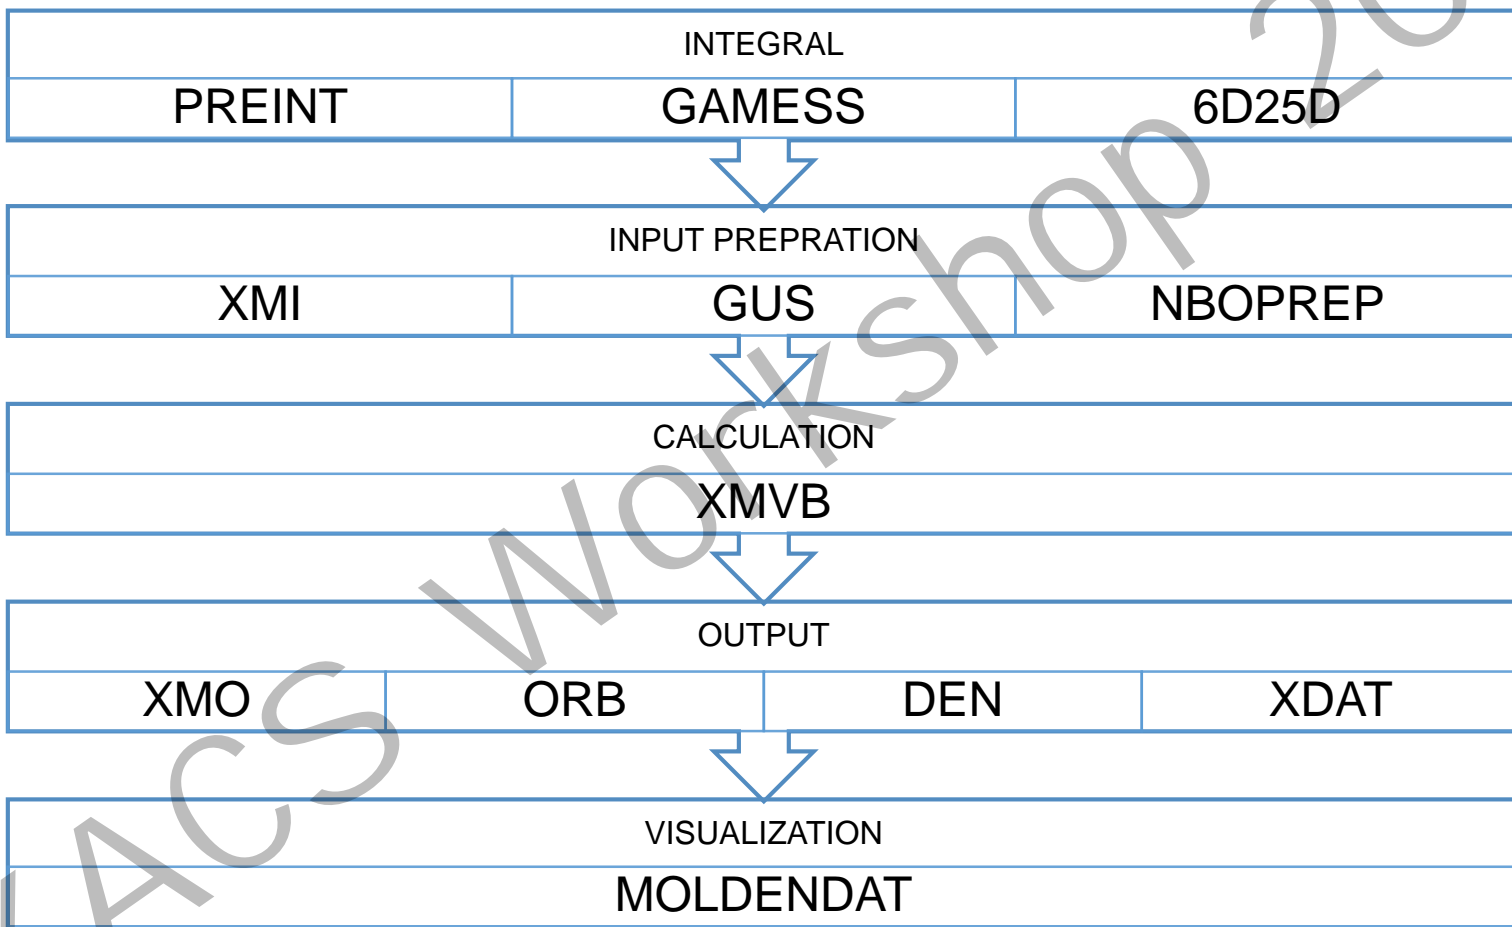 INTEGRAL
PREINT GAMESS 6D25D
INPUT PREPRATION
XMI GUS NBOPREP
CALCULATION
XMVB
OUTPUT
XMO ORB DEN XDAT
VISUALIZATION
MOLDENDAT
ACS Workshop 20